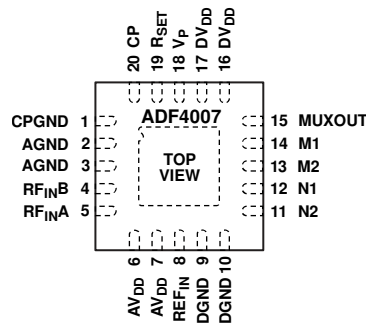 20 CP
19 RSET
18 VP
17 DVDD
16 DVDD
ADF4007
CPGND 1
AGND 2
AGND 3
RFINB 4
RFINA 5
TOP
VIEW
15 MUXOUT
14 M1
13 M2
12 N1
11 N2
AVDD 6
AVDD 7
REFIN 8
DGND 9
DGND 10